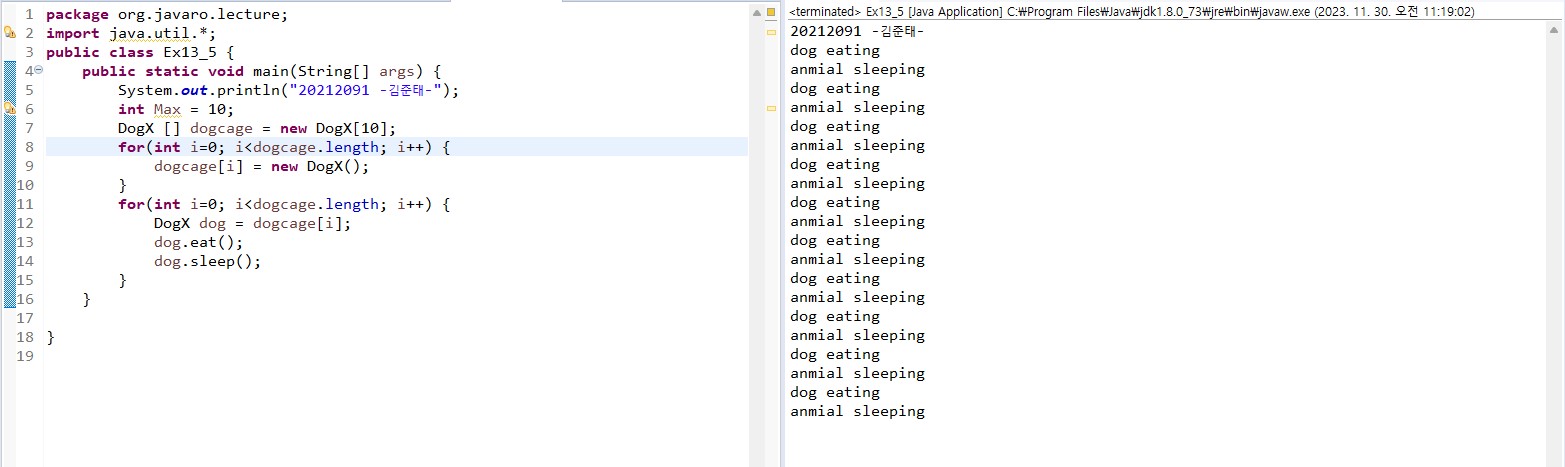 1 package org.javaro.lecture;
2 import java.util.*;
3 public class Ex13_5 {
4     public static void main(String[] args) {
5         System.out.println("20212091 -김준태-");
6         int Max = 10;
7         DogX [] dogcage = new DogX[10];
8         for(int i=0; i<dogcage.length; i++) {
9             dogcage[i] = new DogX();
10         }
11         for(int i=0; i<dogcage.length; i++) {
12             DogX dog = dogcage[i];
13             dog.eat();
14             dog.sleep();
15         }
16     }
17
18 }
19
<terminated> Ex13_5 [Java Application] C:₩Program Files₩Java₩jdk1.8.0_73₩jre₩bin₩javaw.exe (2023. 11. 30. 오전 11:19:02)
20212091 -김준태-
dog eating
anmial sleeping
dog eating
anmial sleeping
dog eating
anmial sleeping
dog eating
anmial sleeping
dog eating
anmial sleeping
dog eating
anmial sleeping
dog eating
anmial sleeping
dog eating
anmial sleeping
dog eating
anmial sleeping
dog eating
anmial sleeping